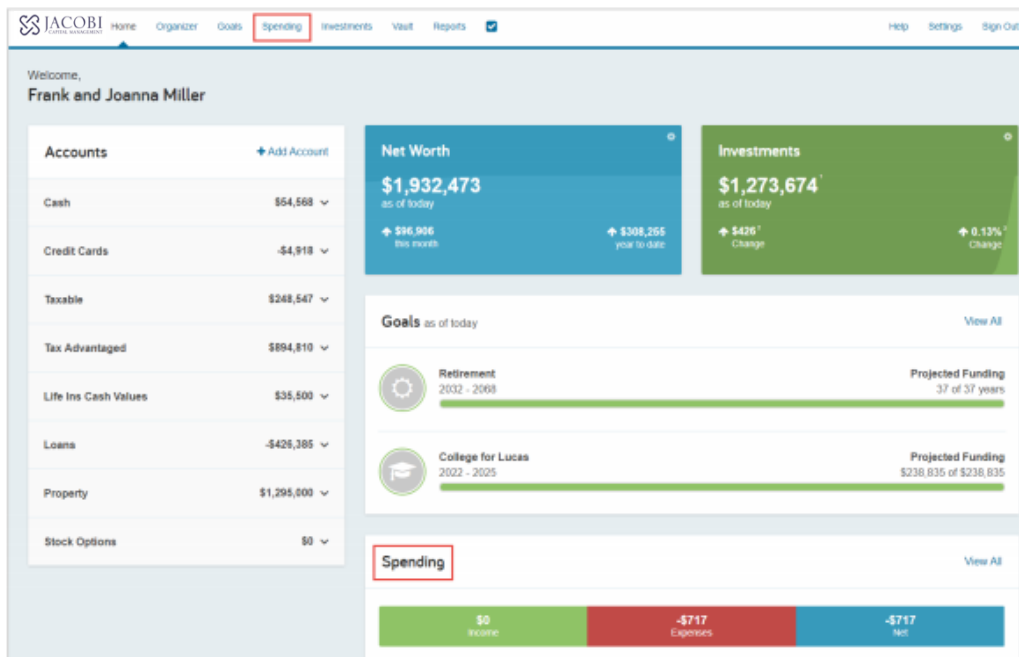 JACOBI
CAPITAL MANAGEMENT
Home Organizer Goals Spending Investments Vault Reports Help Settings Sign Out
Welcome,
Frank and Joanna Miller
Accounts + Add Account
Cash $54,568
Credit Cards -$4,918
Taxable $248,547
Tax Advantaged $894,810
Life Ins Cash Values $35,500
Loans -$426,385
Property $1,295,000
Stock Options $0
Net Worth
$1,932,473
as of today
$96,906
this month
$308,255
year to date
Investments
$1,273,674
as of today
$426
Change
0.13%
Change
Goals as of today View All
Retirement Projected Funding
2032 - 2068 37 of 37 years
College for Lucas Projected Funding
2022 - 2025 $238,835 of $238,835
Spending View All
$0 -$717 -$717
Income Expenses Net